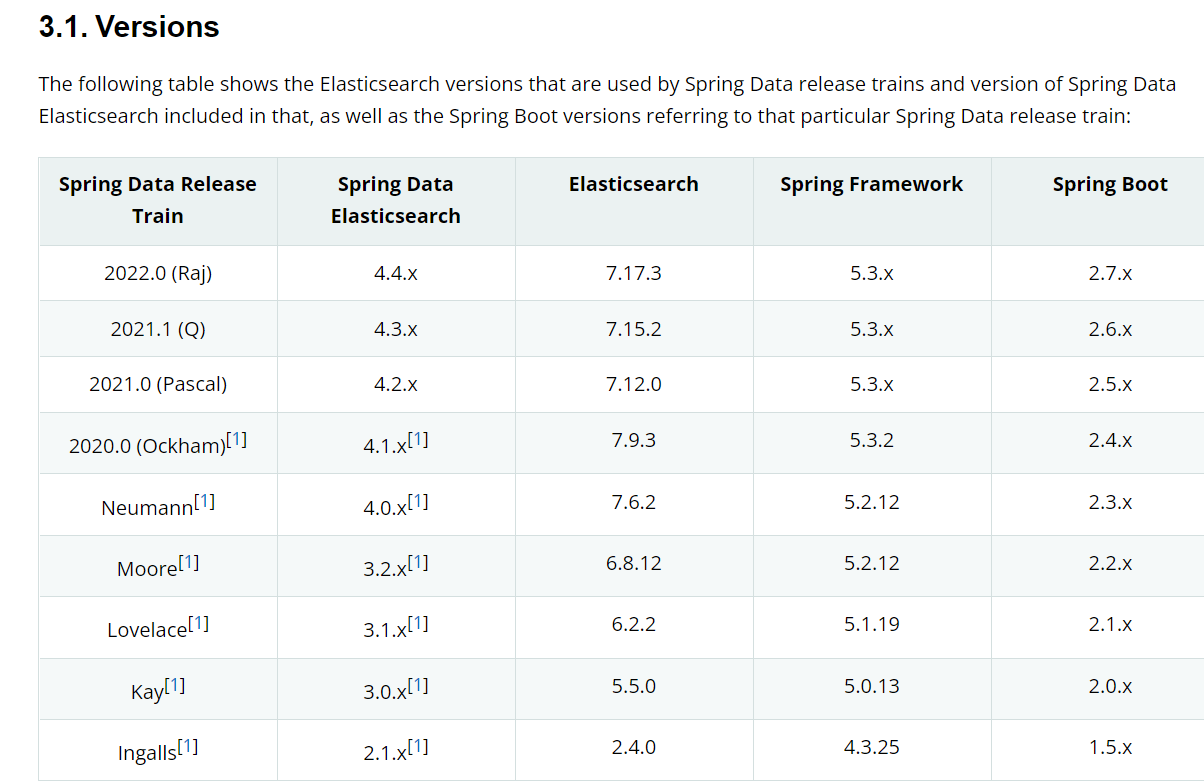 3.1. Versions
The following table shows the Elasticsearch versions that are used by Spring Data release trains and version of Spring Data
Elasticsearch included in that, as well as the Spring Boot versions referring to that particular Spring Data release train:
Spring Data Release Train Spring Data Elasticsearch Elasticsearch Spring Framework Spring Boot
2022.0 (Raj) 4.4.x 7.17.3 5.3.x 2.7.x
2021.1 (Q) 4.3.x 7.15.2 5.3.x 2.6.x
2021.0 (Pascal) 4.2.x 7.12.0 5.3.x 2.5.x
2020.0 (Ockham)[1] 4.1.x[1] 7.9.3 5.3.2 2.4.x
Neumann[1] 4.0.x[1] 7.6.2 5.2.12 2.3.x
Moore[1] 3.2.x[1] 6.8.12 5.2.12 2.2.x
Lovelace[1] 3.1.x[1] 6.2.2 5.1.19 2.1.x
Kay[1] 3.0.x[1] 5.5.0 5.0.13 2.0.x
Ingalls[1] 2.1.x[1] 2.4.0 4.3.25 1.5.x